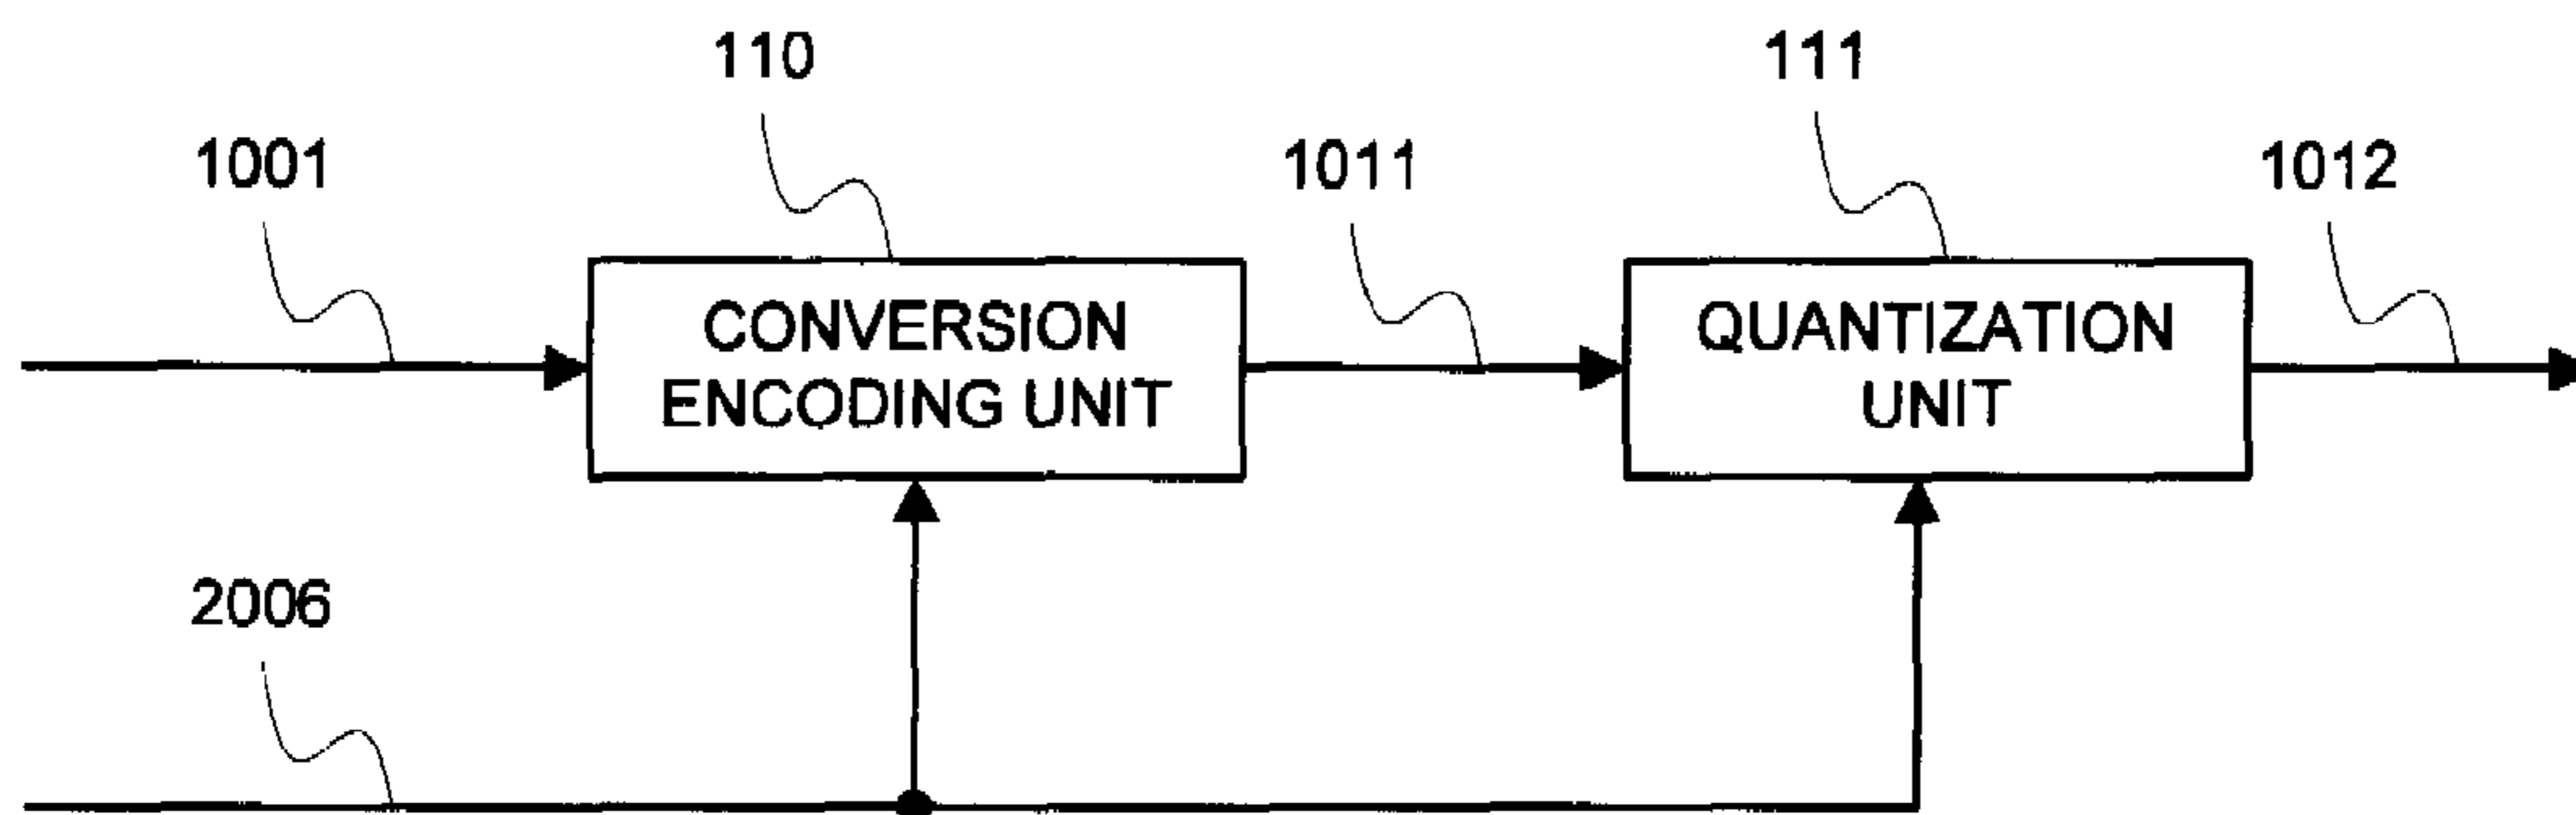 110
111
1001
1011
1012
CONVERSION
ENCODING UNIT
QUANTIZATION
UNIT
2006